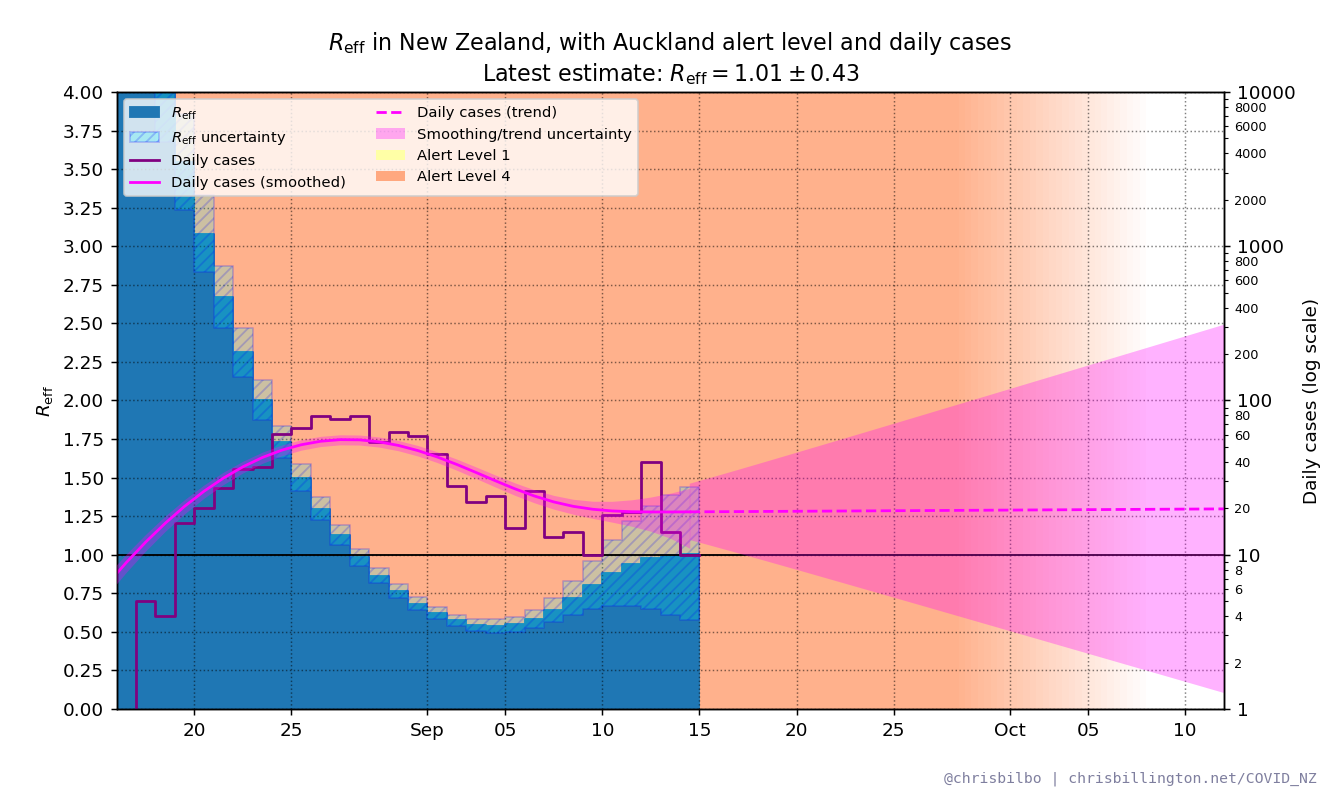 R_eff in New Zealand, with Auckland alert level and daily cases
Latest estimate: R_eff = 1.01 ± 0.43
R_eff
R_eff uncertainty
Daily cases
Daily cases (smoothed)
Daily cases (trend)
Smoothing/trend uncertainty
Alert Level 1
Alert Level 4
R_eff
4.00
3.75
3.50
3.25
3.00
2.75
2.50
2.25
2.00
1.75
1.50
1.25
1.00
0.75
0.50
0.25
0.00
20 25 Sep 05 10 15 20 25 Oct 05 10
10000
8000
6000
4000
2000
1000
800
600
400
200
100
80
60
40
20
10
8
6
4
2
1
Daily cases (log scale)
@chrisbilbo | chrisbillington.net/COVID_NZ